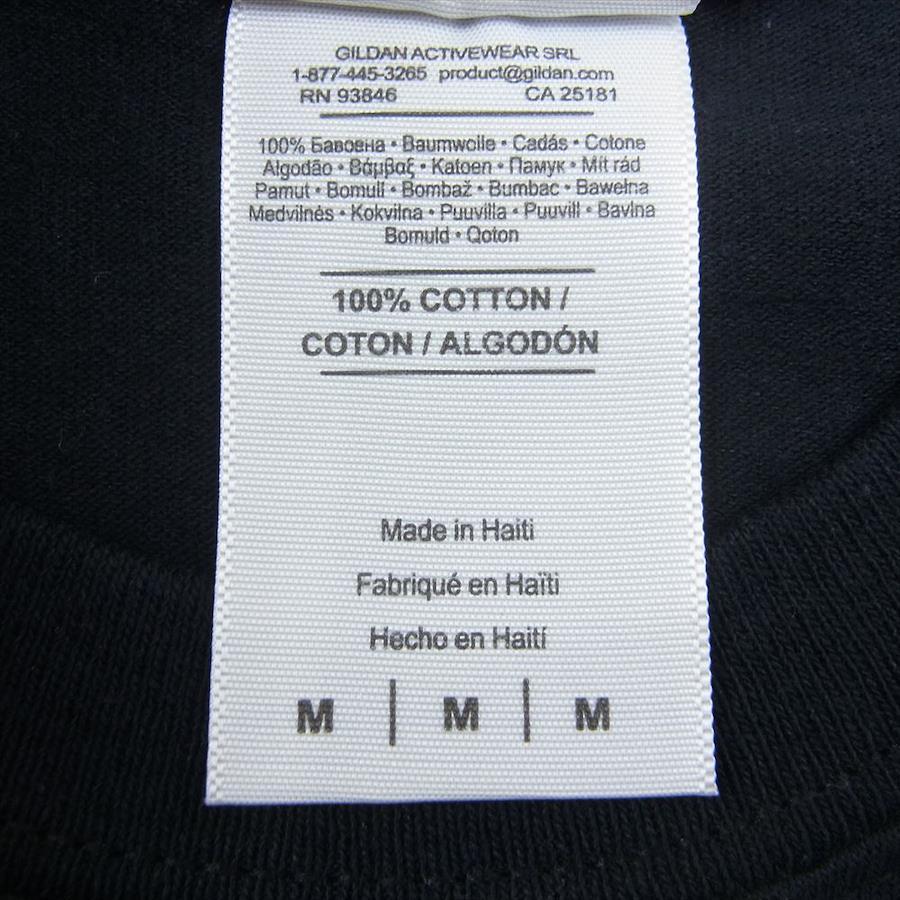 GILDAN ACTIVEWEAR SRL
1-877-445-3265 product@gildan.com
RN 93846 CA 25181
100% Бавовна • Baumwolle • Cadás • Cotone
Algodão • Βάμβαξ • Katoen • Памук • Mít rád
Pamut • Bomull • Bombaž • Bumbac • Bawełna
Medvilnės • Kokvilna • Puuvilla • Puuvill • Bavlna
Bomuld • Qoton
100% COTTON /
COTON / ALGODÓN
Made in Haiti
Fabriqué en Haïti
Hecho en Haití
M | M | M